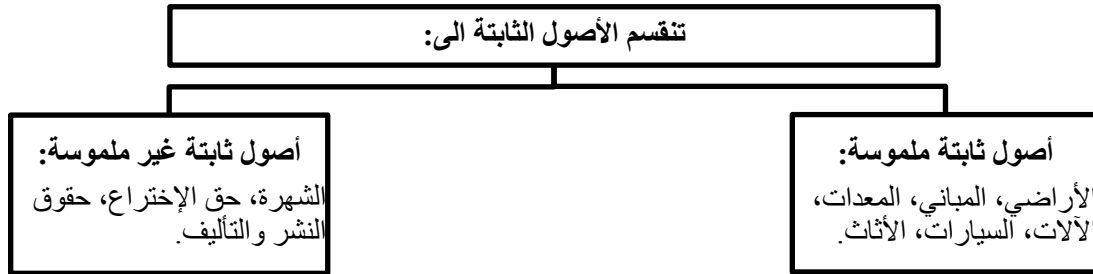 تنقسم الأصول الثابتة الى:
أصول ثابتة ملموسة:
الأراضي، المباني، المعدات،
الآلات، السيارات، الأثاث.
أصول ثابتة غير ملموسة:
الشهرة، حق الإختراع، حقوق
النشر والتأليف.